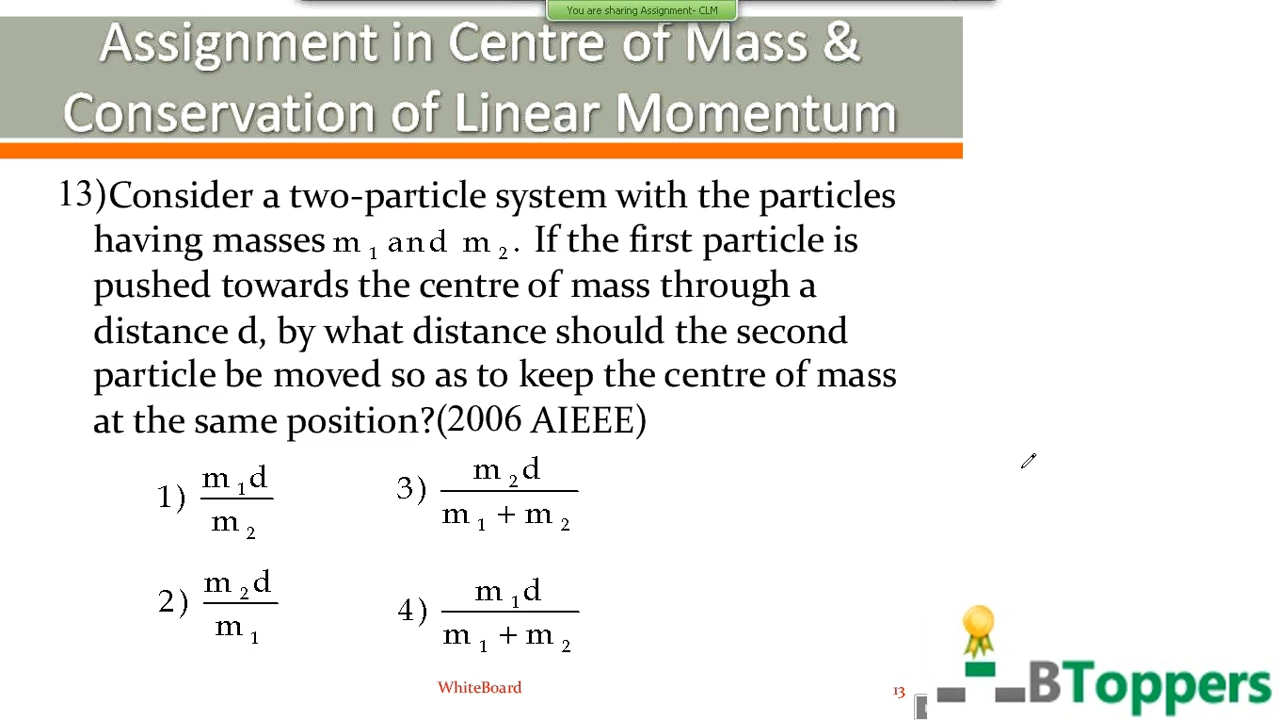 You are sharing Assignment- CLM
Assignment in Centre of Mass &
Conservation of Linear Momentum
13)Consider a two-particle system with the particles
having masses m₁ and m₂. If the first particle is
pushed towards the centre of mass through a
distance d, by what distance should the second
particle be moved so as to keep the centre of mass
at the same position?(2006 AIEEE)
1) m₁d / m₂
3) m₂d / m₁ + m₂
2) m₂d / m₁
4) m₁d / m₁ + m₂
WhiteBoard
13
BToppers